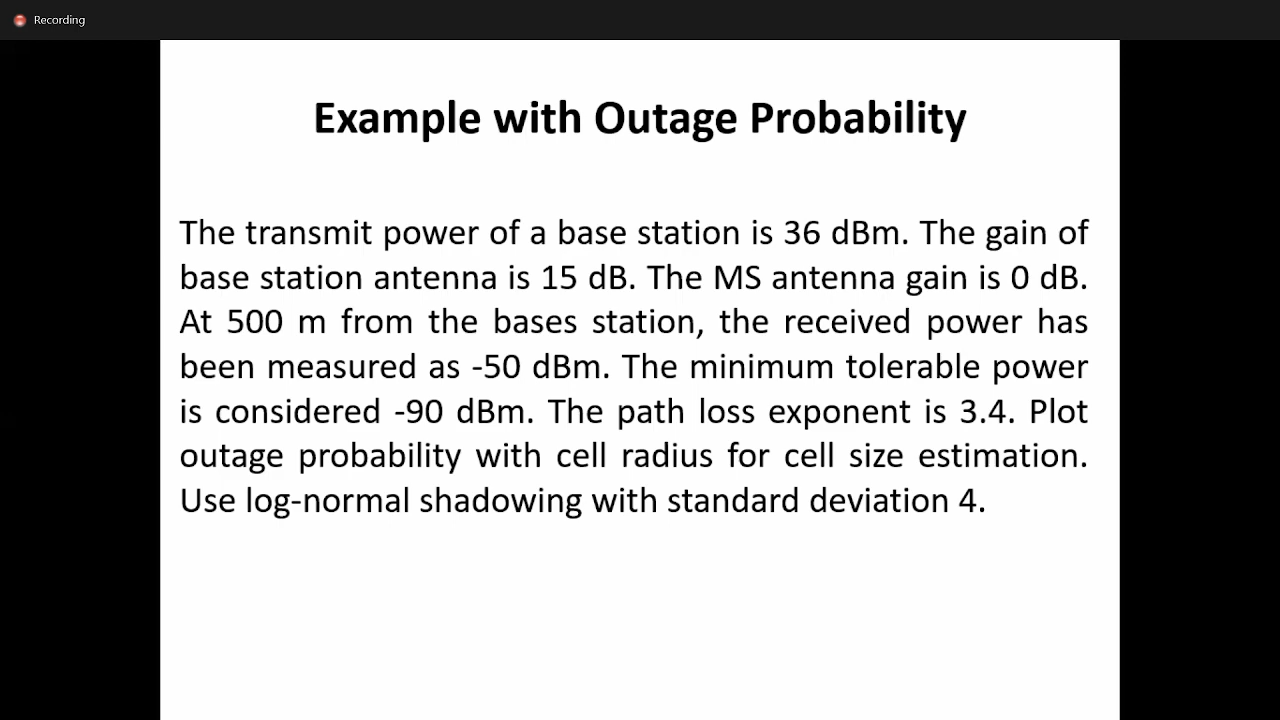 Recording
Example with Outage Probability
The transmit power of a base station is 36 dBm. The gain of
base station antenna is 15 dB. The MS antenna gain is 0 dB.
At 500 m from the bases station, the received power has
been measured as -50 dBm. The minimum tolerable power
is considered -90 dBm. The path loss exponent is 3.4. Plot
outage probability with cell radius for cell size estimation.
Use log-normal shadowing with standard deviation 4.